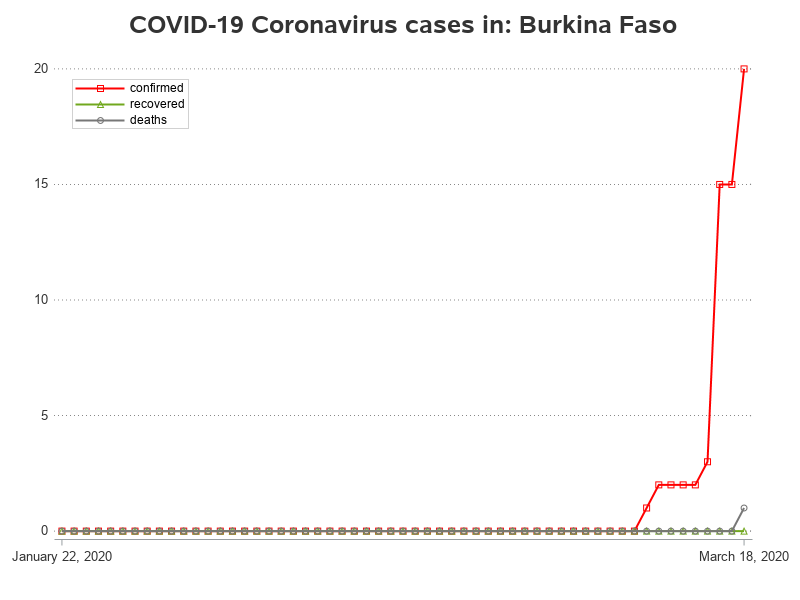 COVID-19 Coronavirus cases in: Burkina Faso
20
confirmed
recovered
deaths
15
10
5
0
January 22, 2020
March 18, 2020